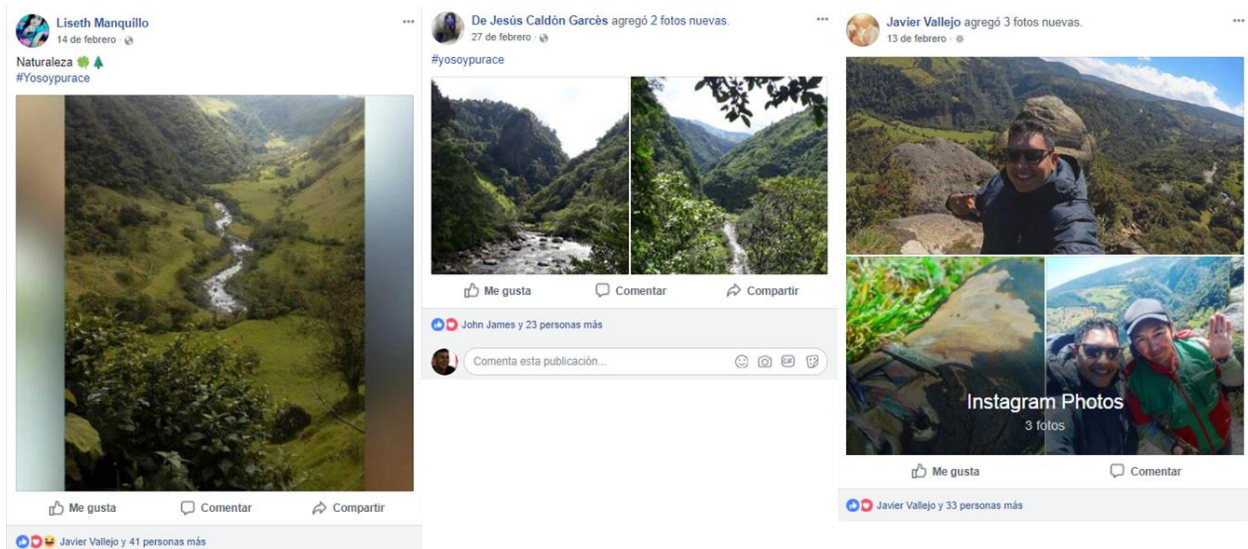 Liseth Manquillo
14 de febrero
Naturaleza
#Yosoypurace
Me gusta Comentar Compartir
Javier Vallejo y 41 personas más
De Jesús Caldòn Garcès agregó 2 fotos nuevas.
27 de febrero
#yosoypurace
Me gusta Comentar Compartir
John James y 23 personas más
Comenta esta publicación...
GIF
Javier Vallejo agregó 3 fotos nuevas.
13 de febrero
Instagram Photos
3 fotos
Me gusta Comentar
Javier Vallejo y 33 personas más